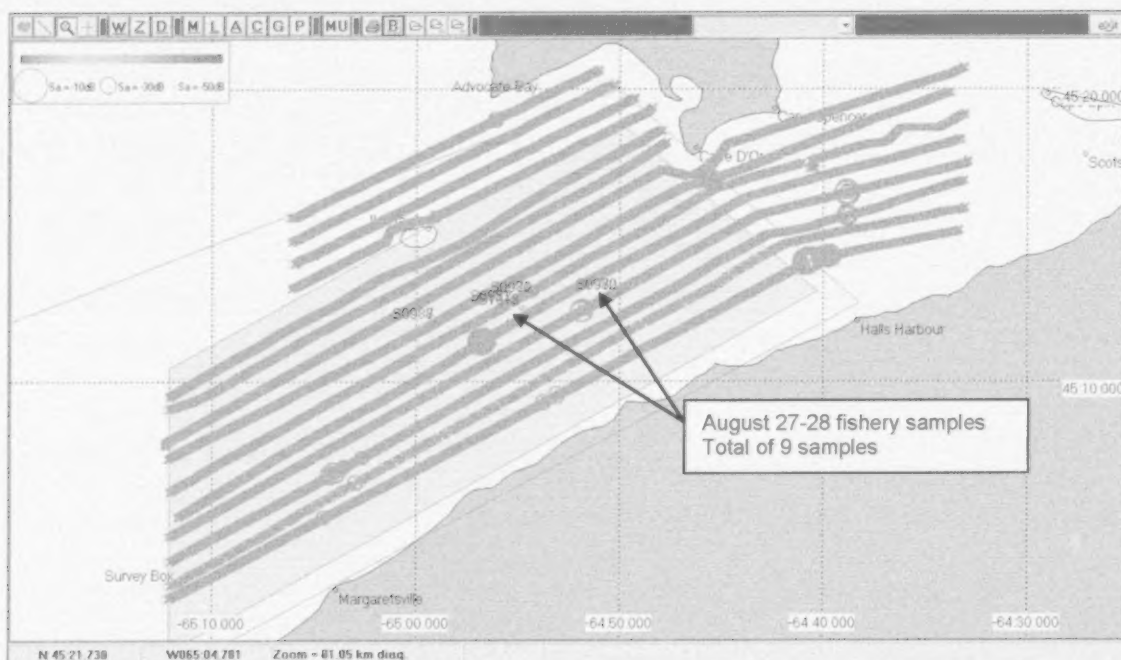 W Z D M L A C G P MU B
Sa = -10dB Sa = -30dB Sa = -50dB
Advocate Bay
45 20 000
Cape Spencer
Cape D'Or
Scots
S0980
S0988
Halls Harbour
45 10 000
August 27-28 fishery samples
Total of 9 samples
Survey Box
Margaretsville
-65 10 000
-65 00 000
-64 50 000
-64 40 000
-64 30 000
N 45 21.739 W065:04.781 Zoom = 81.05 km diag.